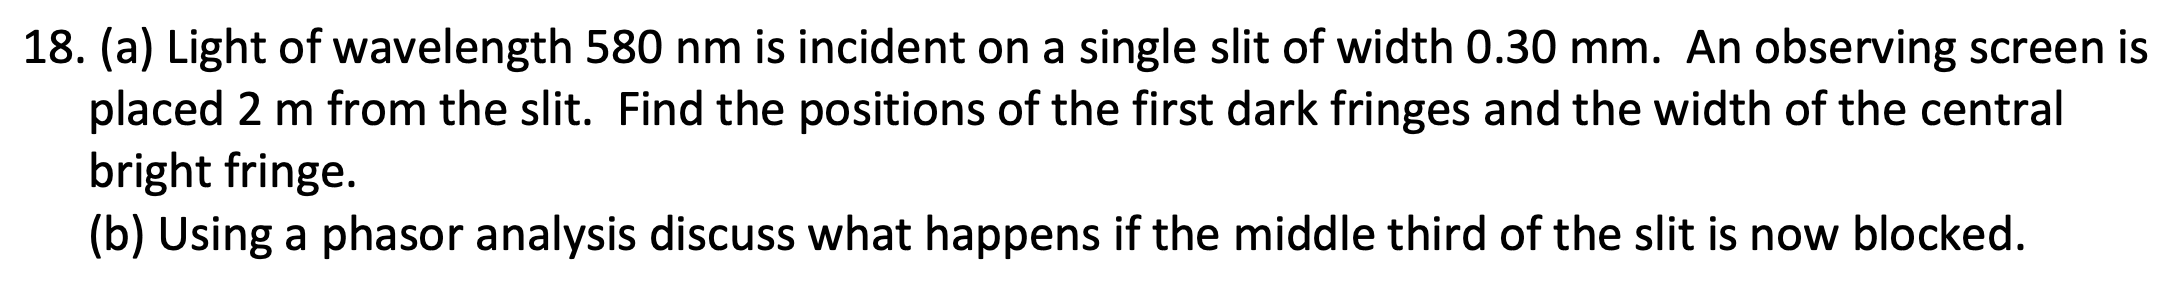 18. (a) Light of wavelength 580 nm is incident on a single slit of width 0.30 mm.  An observing screen is
placed 2 m from the slit.  Find the positions of the first dark fringes and the width of the central
bright fringe.
(b) Using a phasor analysis discuss what happens if the middle third of the slit is now blocked.